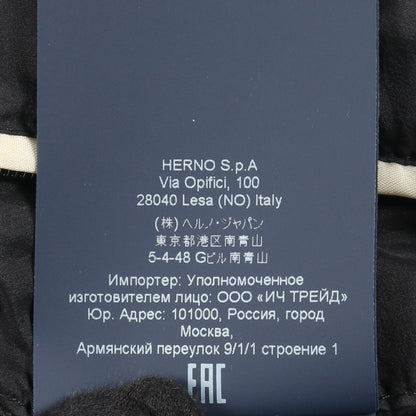 HERNO S.p.A
Via Opifici, 100
28040 Lesa (NO) Italy
(株) ヘルノ・ジャパン
東京都港区南青山
5-4-48 Gビル南青山
Импортер: Уполномоченное
изготовителем лицо: ООО «ИЧ ТРЕЙД»
Юр. Адрес: 101000, Россия, город
Москва,
Армянский переулок 9/1/1 строение 1
EAC